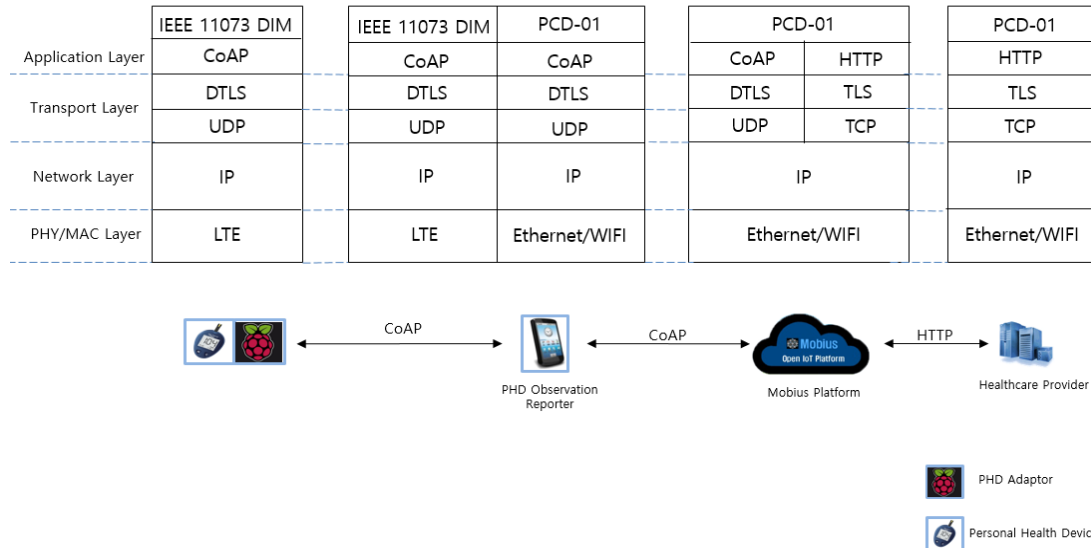 IEEE 11073 DIM
IEEE 11073 DIM
PCD-01
PCD-01
PCD-01
Application Layer
CoAP
CoAP
CoAP
CoAP
HTTP
HTTP
Transport Layer
DTLS
DTLS
DTLS
DTLS
TLS
TLS
UDP
UDP
UDP
UDP
TCP
TCP
Network Layer
IP
IP
IP
IP
IP
PHY/MAC Layer
LTE
LTE
Ethernet/WIFI
Ethernet/WIFI
Ethernet/WIFI
CoAP
CoAP
HTTP
Mobius
Open IoT Platform
PHD Observation
Reporter
Mobius Platform
Healthcare Provider
PHD Adaptor
Personal Health Devic